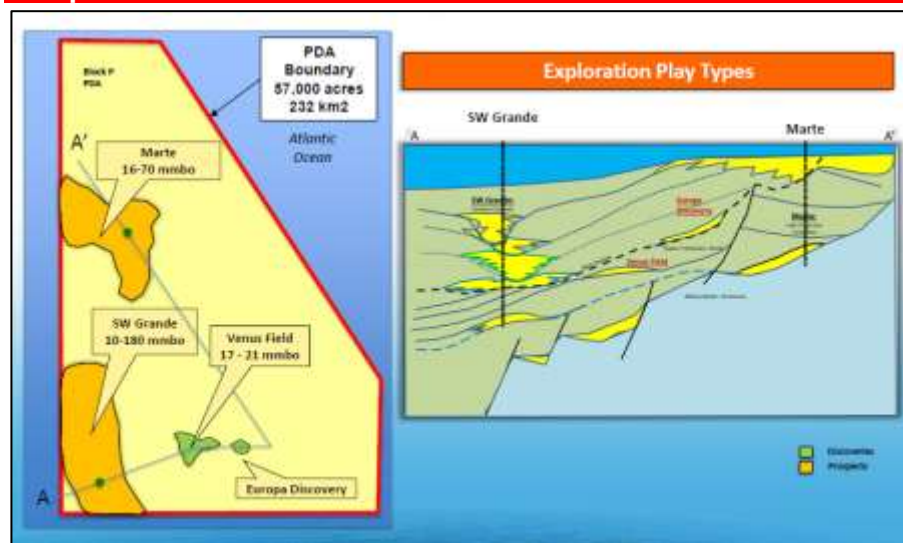 Block P
PDA
PDA
Boundary
57,000 acres
232 km2
Atlantic
Ocean
A'
Marte
16-70 mmbo
SW Grande
10-180 mmbo
Venus Field
17 - 21 mmbo
Europa Discovery
A
Exploration Play Types
SW Grande
Marte
A
A'
SW Grande
Europa
Discovery
Venus Field
Marte
Discoveries
Prospects